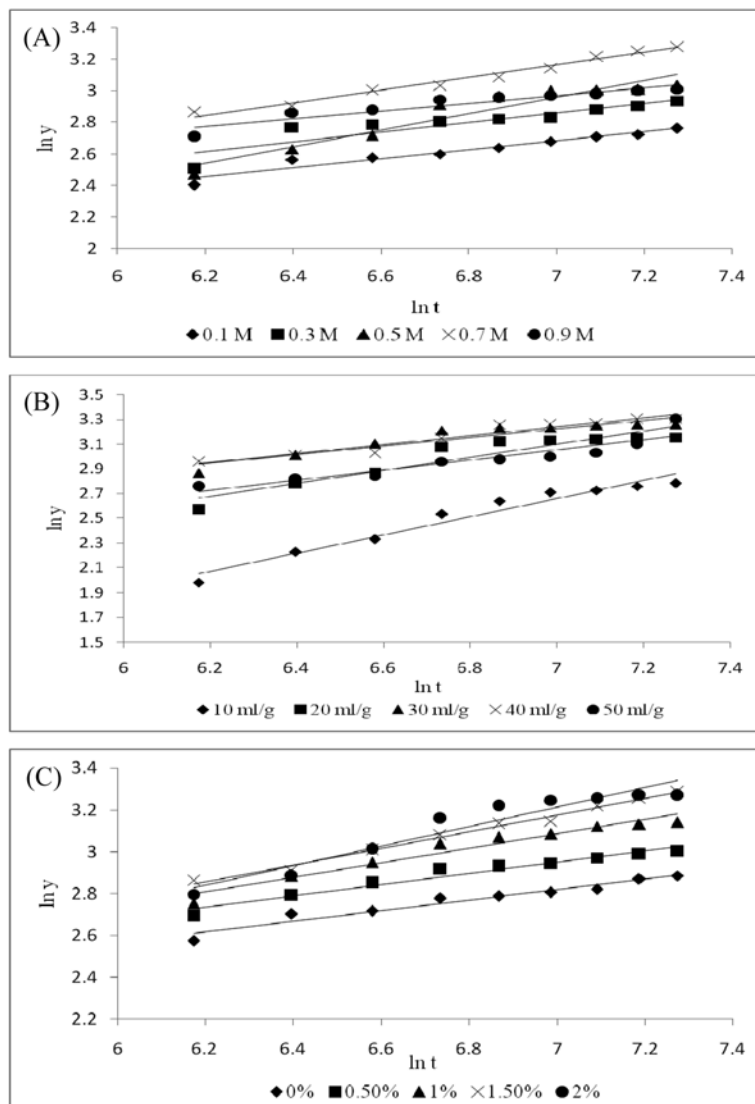 (A)
3.4
3.2
3
2.8
2.6
2.4
2.2
2
ln y
6 6.2 6.4 6.6 6.8 7 7.2 7.4
ln t
0.1 M 0.3 M 0.5 M 0.7 M 0.9 M
(B)
3.5
3.3
3.1
2.9
2.7
2.5
2.3
2.1
1.9
1.7
1.5
ln y
6 6.2 6.4 6.6 6.8 7 7.2 7.4
ln t
10 ml/g 20 ml/g 30 ml/g 40 ml/g 50 ml/g
(C)
3.4
3.2
3
2.8
2.6
2.4
2.2
ln y
6 6.2 6.4 6.6 6.8 7 7.2 7.4
ln t
0% 0.50% 1% 1.50% 2%